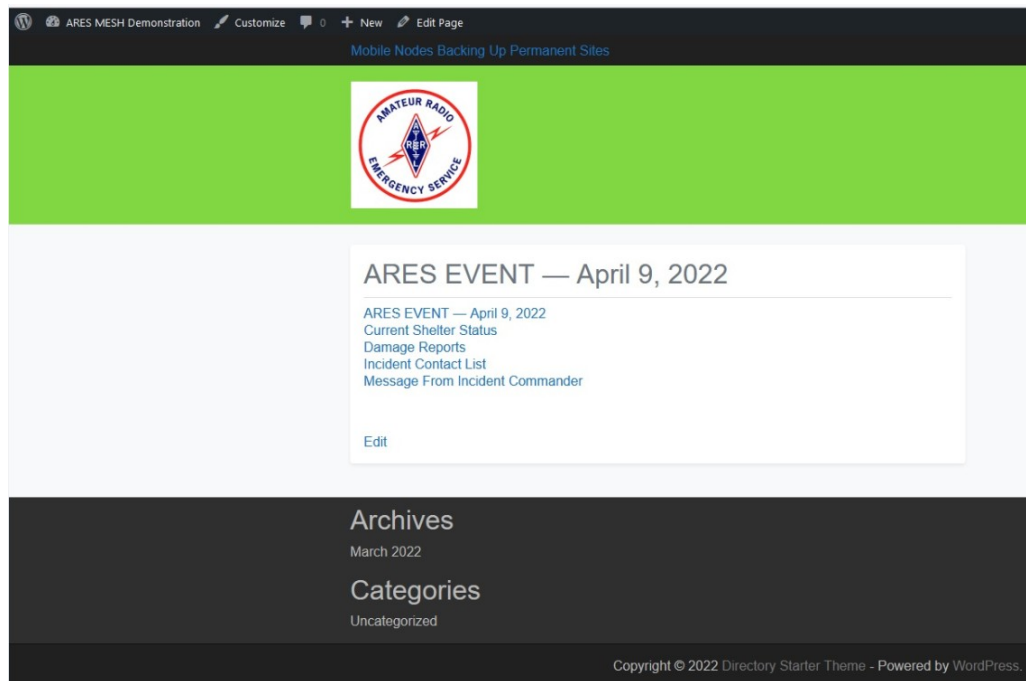 ARES MESH Demonstration Customize 0 New Edit Page
Mobile Nodes Backing Up Permanent Sites
AMATEUR RADIO
ARRL
EMERGENCY SERVICE
ARES EVENT — April 9, 2022
ARES EVENT — April 9, 2022
Current Shelter Status
Damage Reports
Incident Contact List
Message From Incident Commander
Edit
Archives
March 2022
Categories
Uncategorized
Copyright © 2022 Directory Starter Theme - Powered by WordPress.